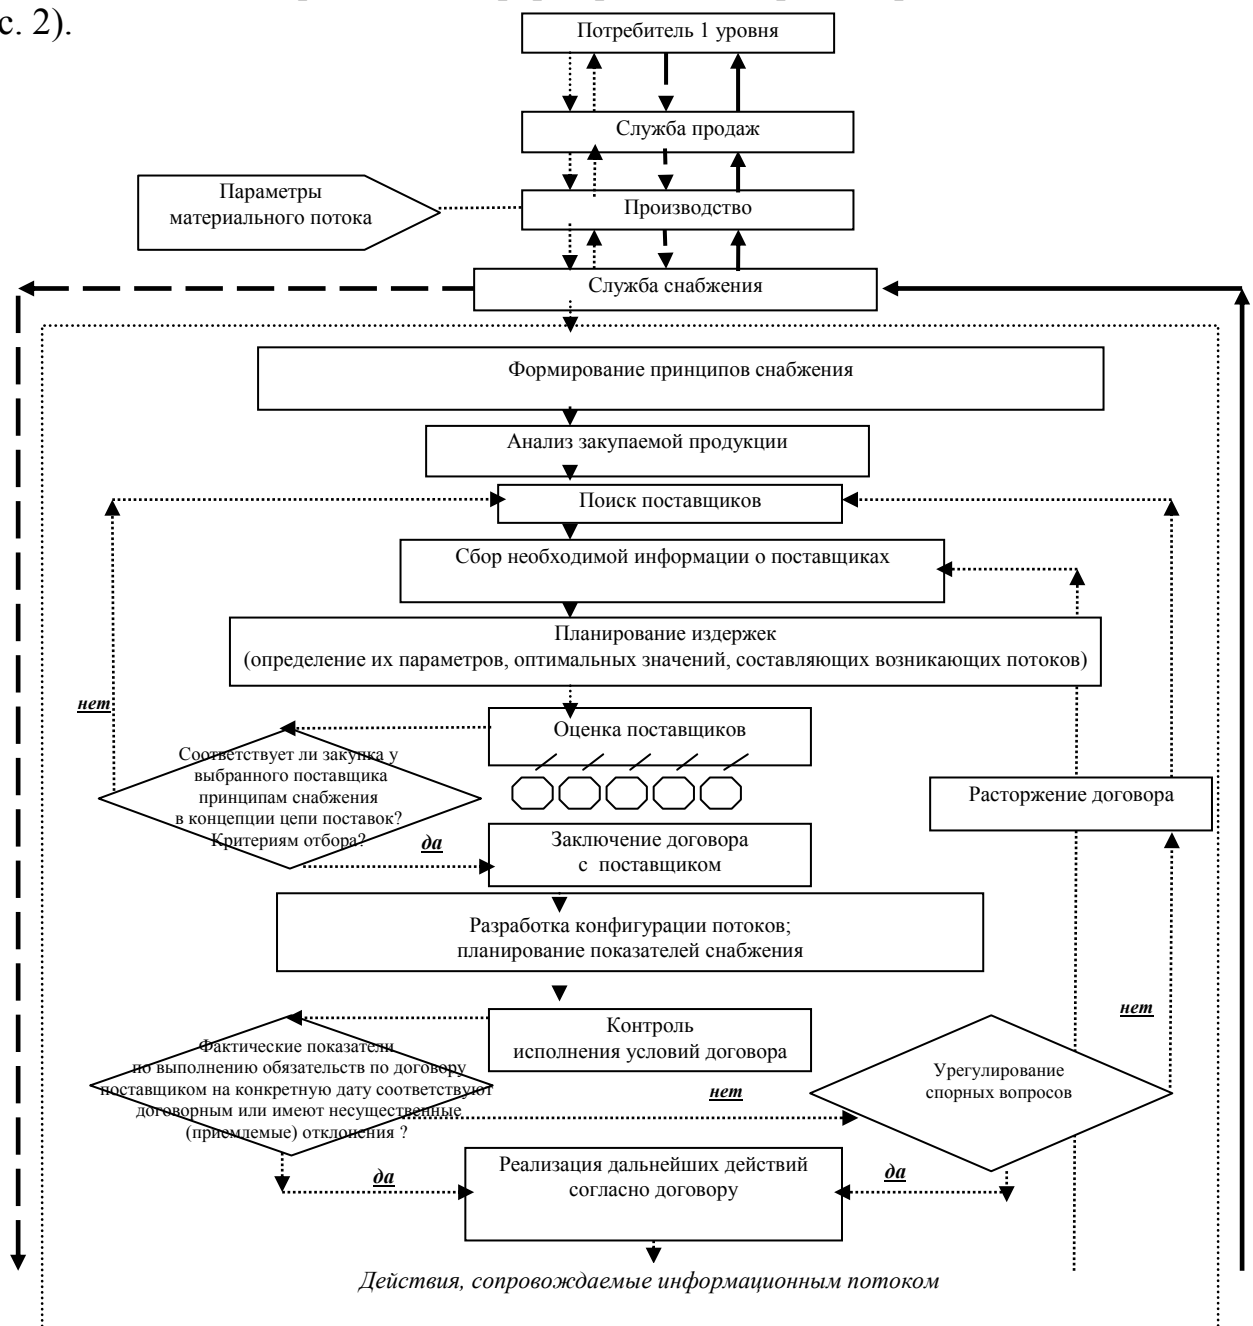 с. 2).
Потребитель 1 уровня
Служба продаж
Параметры
материального потока
Производство
Служба снабжения
Формирование принципов снабжения
Анализ закупаемой продукции
Поиск поставщиков
Сбор необходимой информации о поставщиках
Планирование издержек
(определение их параметров, оптимальных значений, составляющих возникающих потоков)
нет
Оценка поставщиков
Соответствует ли закупка у
выбранного поставщика
принципам снабжения
в концепции цепи поставок?
Критериям отбора?
да
Расторжение договора
Заключение договора
с поставщиком
Разработка конфигурации потоков;
планирование показателей снабжения
нет
Контроль
исполнения условий договора
Фактические показатели
по выполнению обязательств по договору
поставщиком на конкретную дату соответствуют
договорным или имеют несущественные
(приемлемые) отклонения ?
нет
Урегулирование
спорных вопросов
да
Реализация дальнейших действий
согласно договору
да
Действия, сопровождаемые информационным потоком